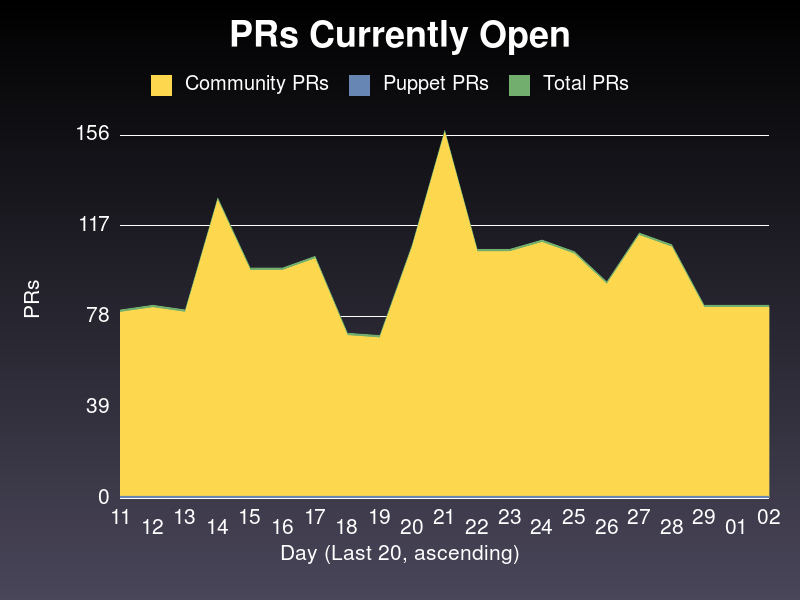 PRs Currently Open
Community PRs Puppet PRs Total PRs
156
117
78
39
0
PRs
11 12 13 14 15 16 17 18 19 20 21 22 23 24 25 26 27 28 29 01 02
Day (Last 20, ascending)